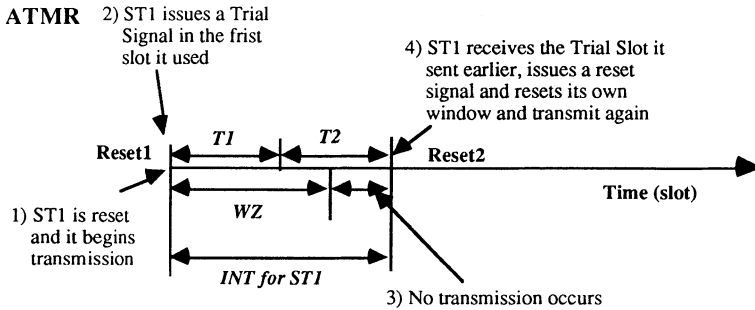 ATMR
2) ST1 issues a Trial
Signal in the frist
slot it used
4) ST1 receives the Trial Slot it
sent earlier, issues a reset
signal and resets its own
window and transmit again
T1
T2
Reset1
Reset2
Time (slot)
WZ
1) ST1 is reset
and it begins
transmission
INT for ST1
3) No transmission occurs